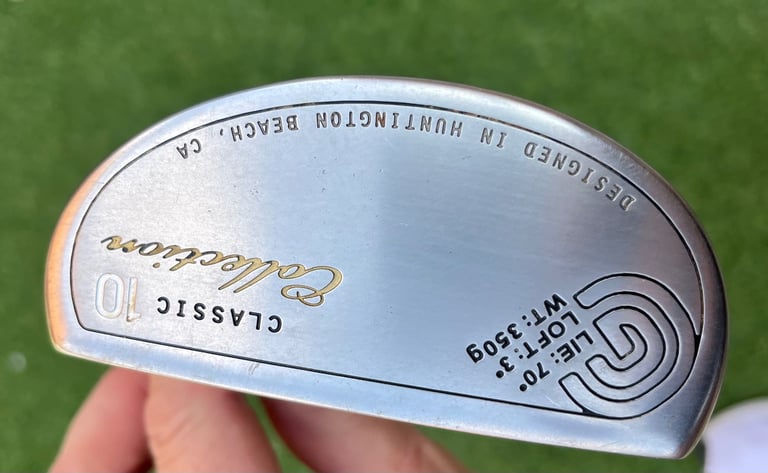 DESIGNED IN HUNTINGTON BEACH, CA
CLASSIC
Collection
10
LIE: 70°
LOFT: 3°
WT: 350g